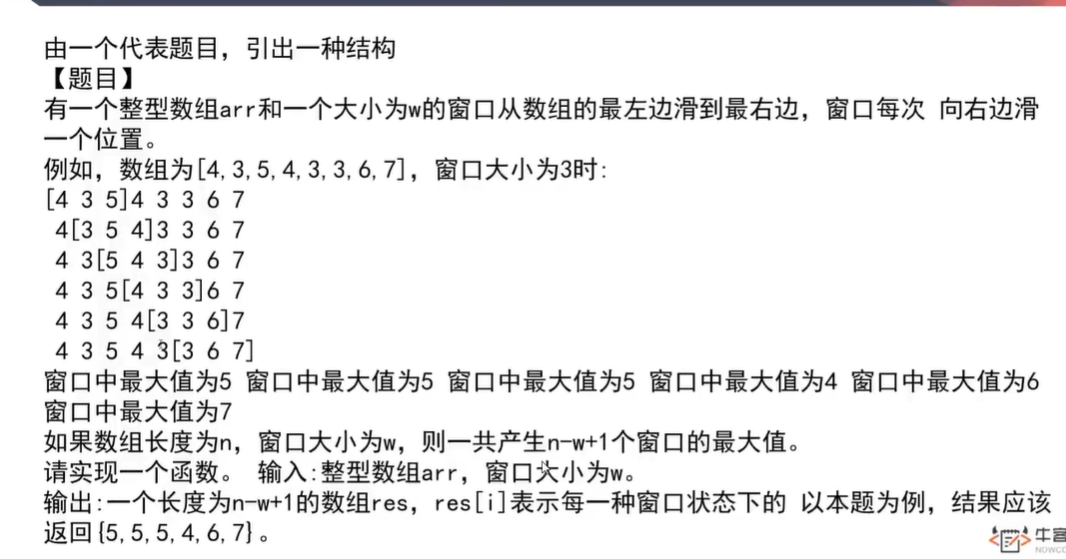 由一个代表题目，引出一种结构
【题目】
有一个整型数组arr和一个大小为w的窗口从数组的最左边滑到最右边，窗口每次 向右边滑
一个位置。
例如，数组为[4,3,5,4,3,3,6,7]，窗口大小为3时:
[4 3 5]4 3 3 6 7
4[3 5 4]3 3 6 7
4 3[5 4 3]3 6 7
4 3 5[4 3 3]6 7
4 3 5 4[3 3 6]7
4 3 5 4 3[3 6 7]
窗口中最大值为5 窗口中最大值为5 窗口中最大值为5 窗口中最大值为4 窗口中最大值为6
窗口中最大值为7
如果数组长度为n，窗口大小为w，则一共产生n-w+1个窗口的最大值。
请实现一个函数。 输入:整型数组arr，窗口大小为w。
输出:一个长度为n-w+1的数组res，res[i]表示每一种窗口状态下的 以本题为例，结果应该
返回{5,5,5,4,6,7}。
牛客
NOWCO